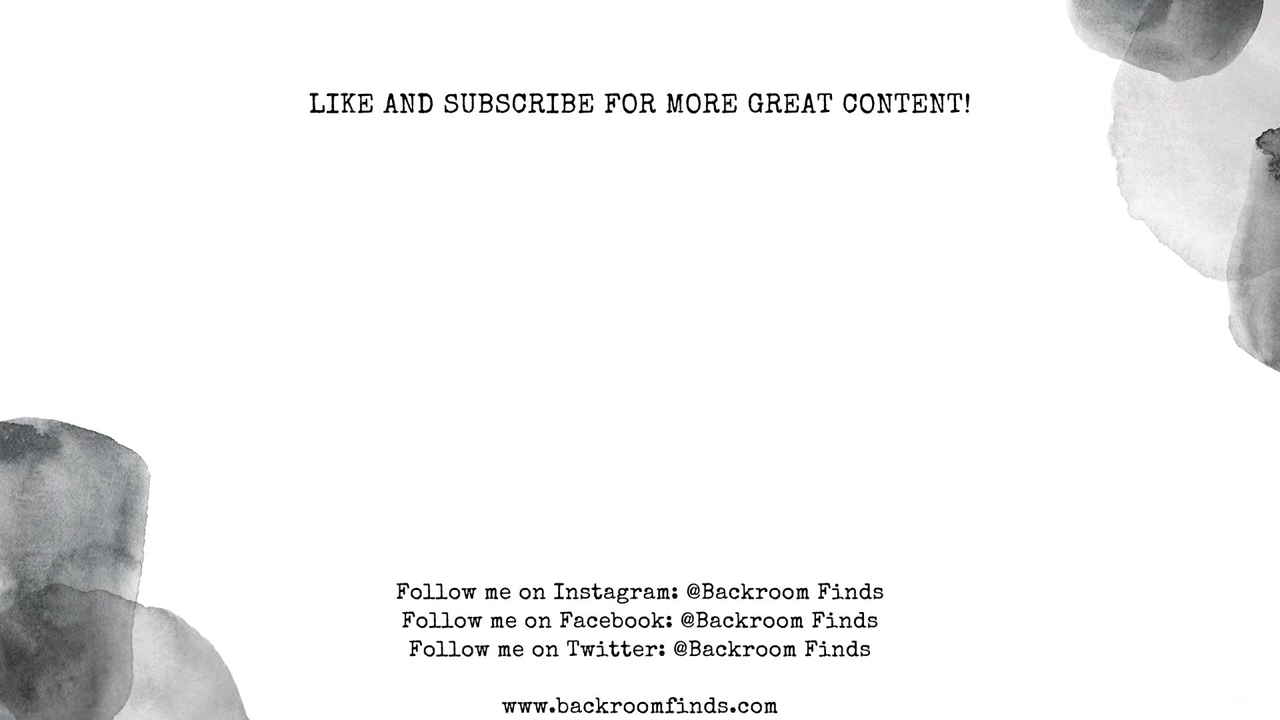 LIKE AND SUBSCRIBE FOR MORE GREAT CONTENT!
Follow me on Instagram: @Backroom Finds
Follow me on Facebook: @Backroom Finds
Follow me on Twitter: @Backroom Finds
www.backroomfinds.com